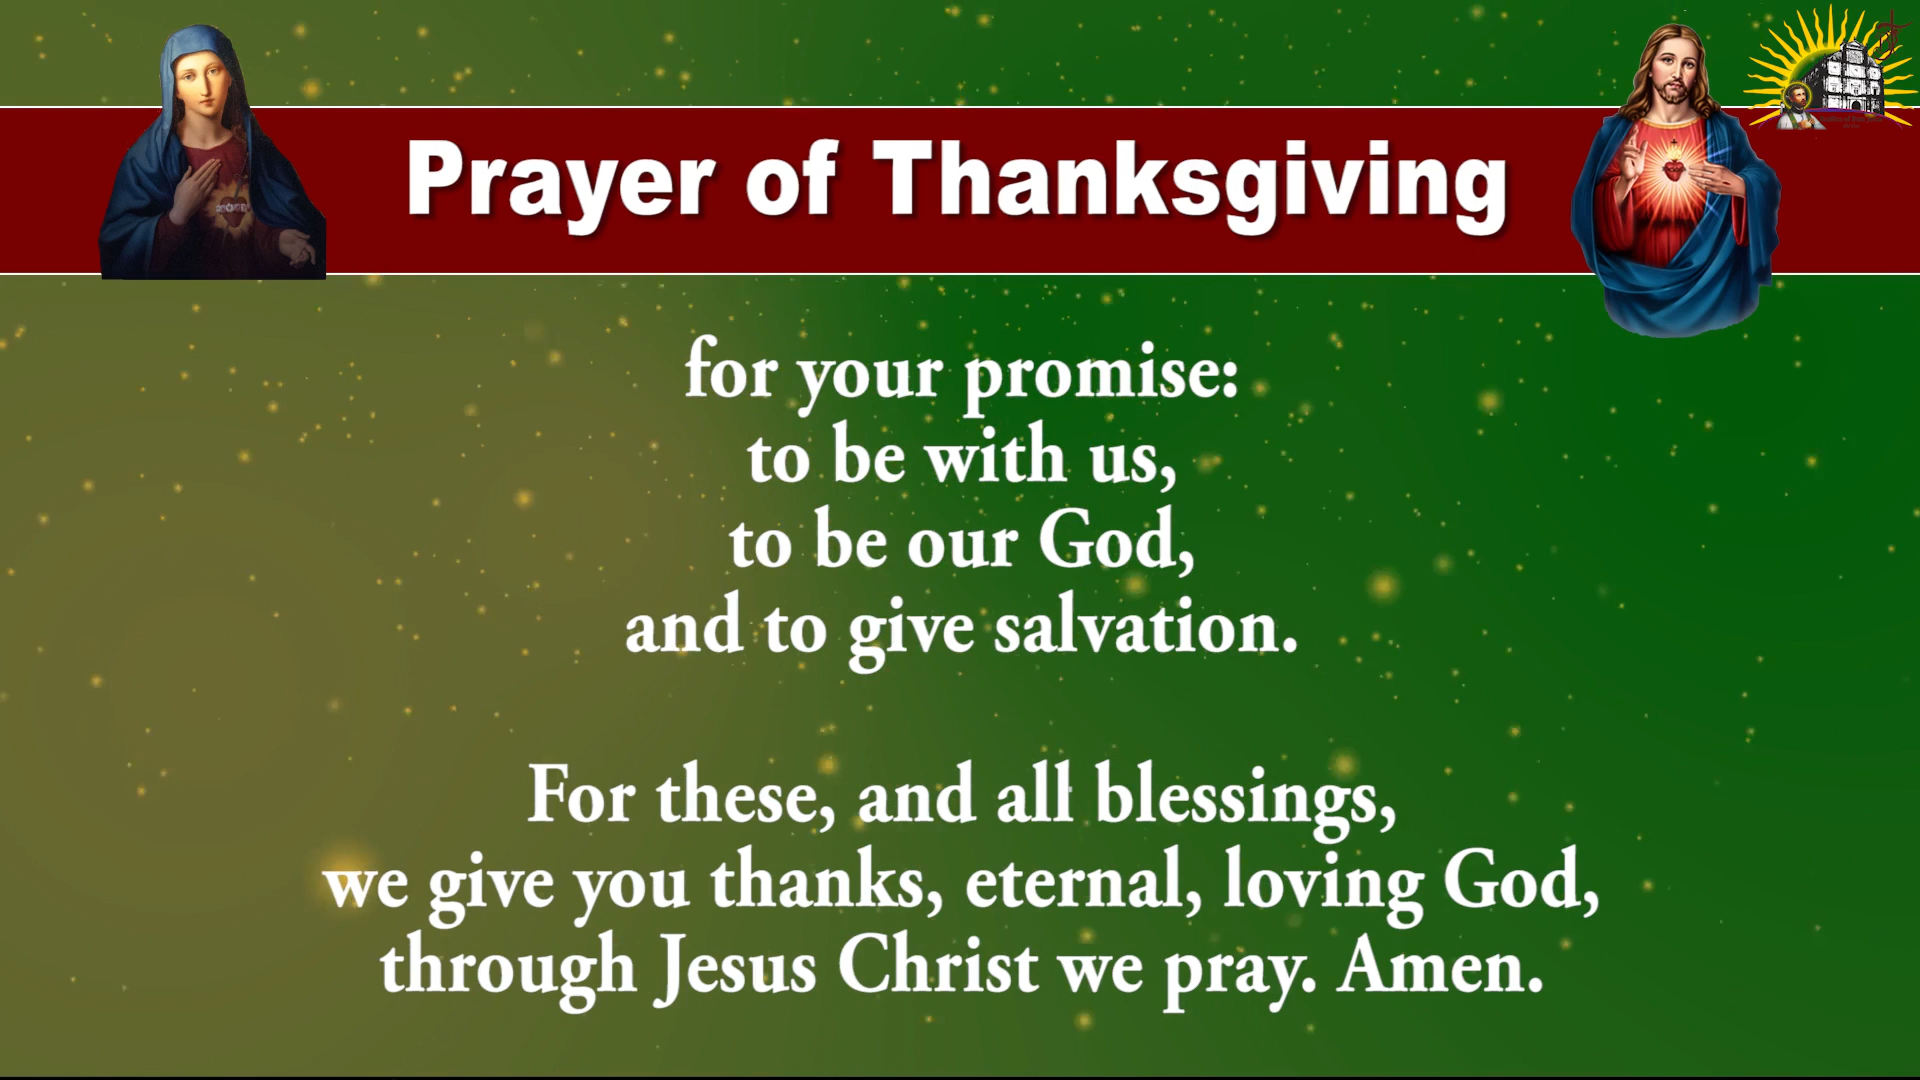 Prayer of Thanksgiving
for your promise:
to be with us,
to be our God,
and to give salvation.
For these, and all blessings,
we give you thanks, eternal, loving God,
through Jesus Christ we pray. Amen.